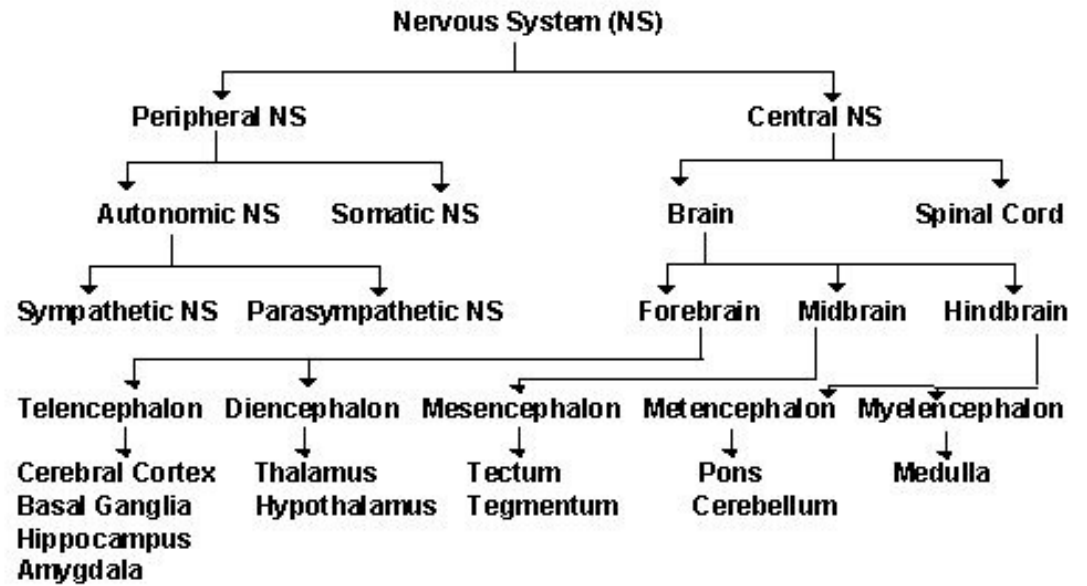 Nervous System (NS)
Peripheral NS
Central NS
Autonomic NS
Somatic NS
Brain
Spinal Cord
Sympathetic NS
Parasympathetic NS
Forebrain
Midbrain
Hindbrain
Telencephalon
Diencephalon
Mesencephalon
Metencephalon
Myelencephalon
Cerebral Cortex
Basal Ganglia
Hippocampus
Amygdala
Thalamus
Hypothalamus
Tectum
Tegmentum
Pons
Cerebellum
Medulla